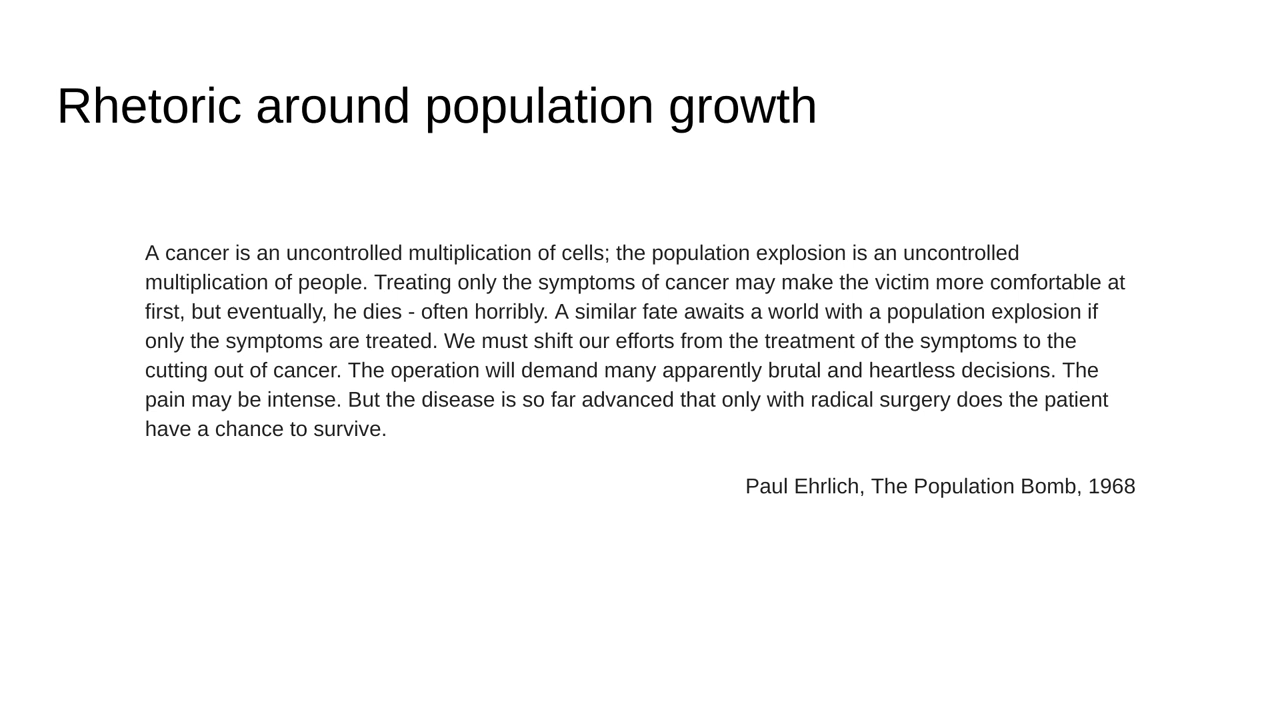 Rhetoric around population growth
A cancer is an uncontrolled multiplication of cells; the population explosion is an uncontrolled
multiplication of people. Treating only the symptoms of cancer may make the victim more comfortable at
first, but eventually, he dies - often horribly. A similar fate awaits a world with a population explosion if
only the symptoms are treated. We must shift our efforts from the treatment of the symptoms to the
cutting out of cancer. The operation will demand many apparently brutal and heartless decisions. The
pain may be intense. But the disease is so far advanced that only with radical surgery does the patient
have a chance to survive.
Paul Ehrlich, The Population Bomb, 1968